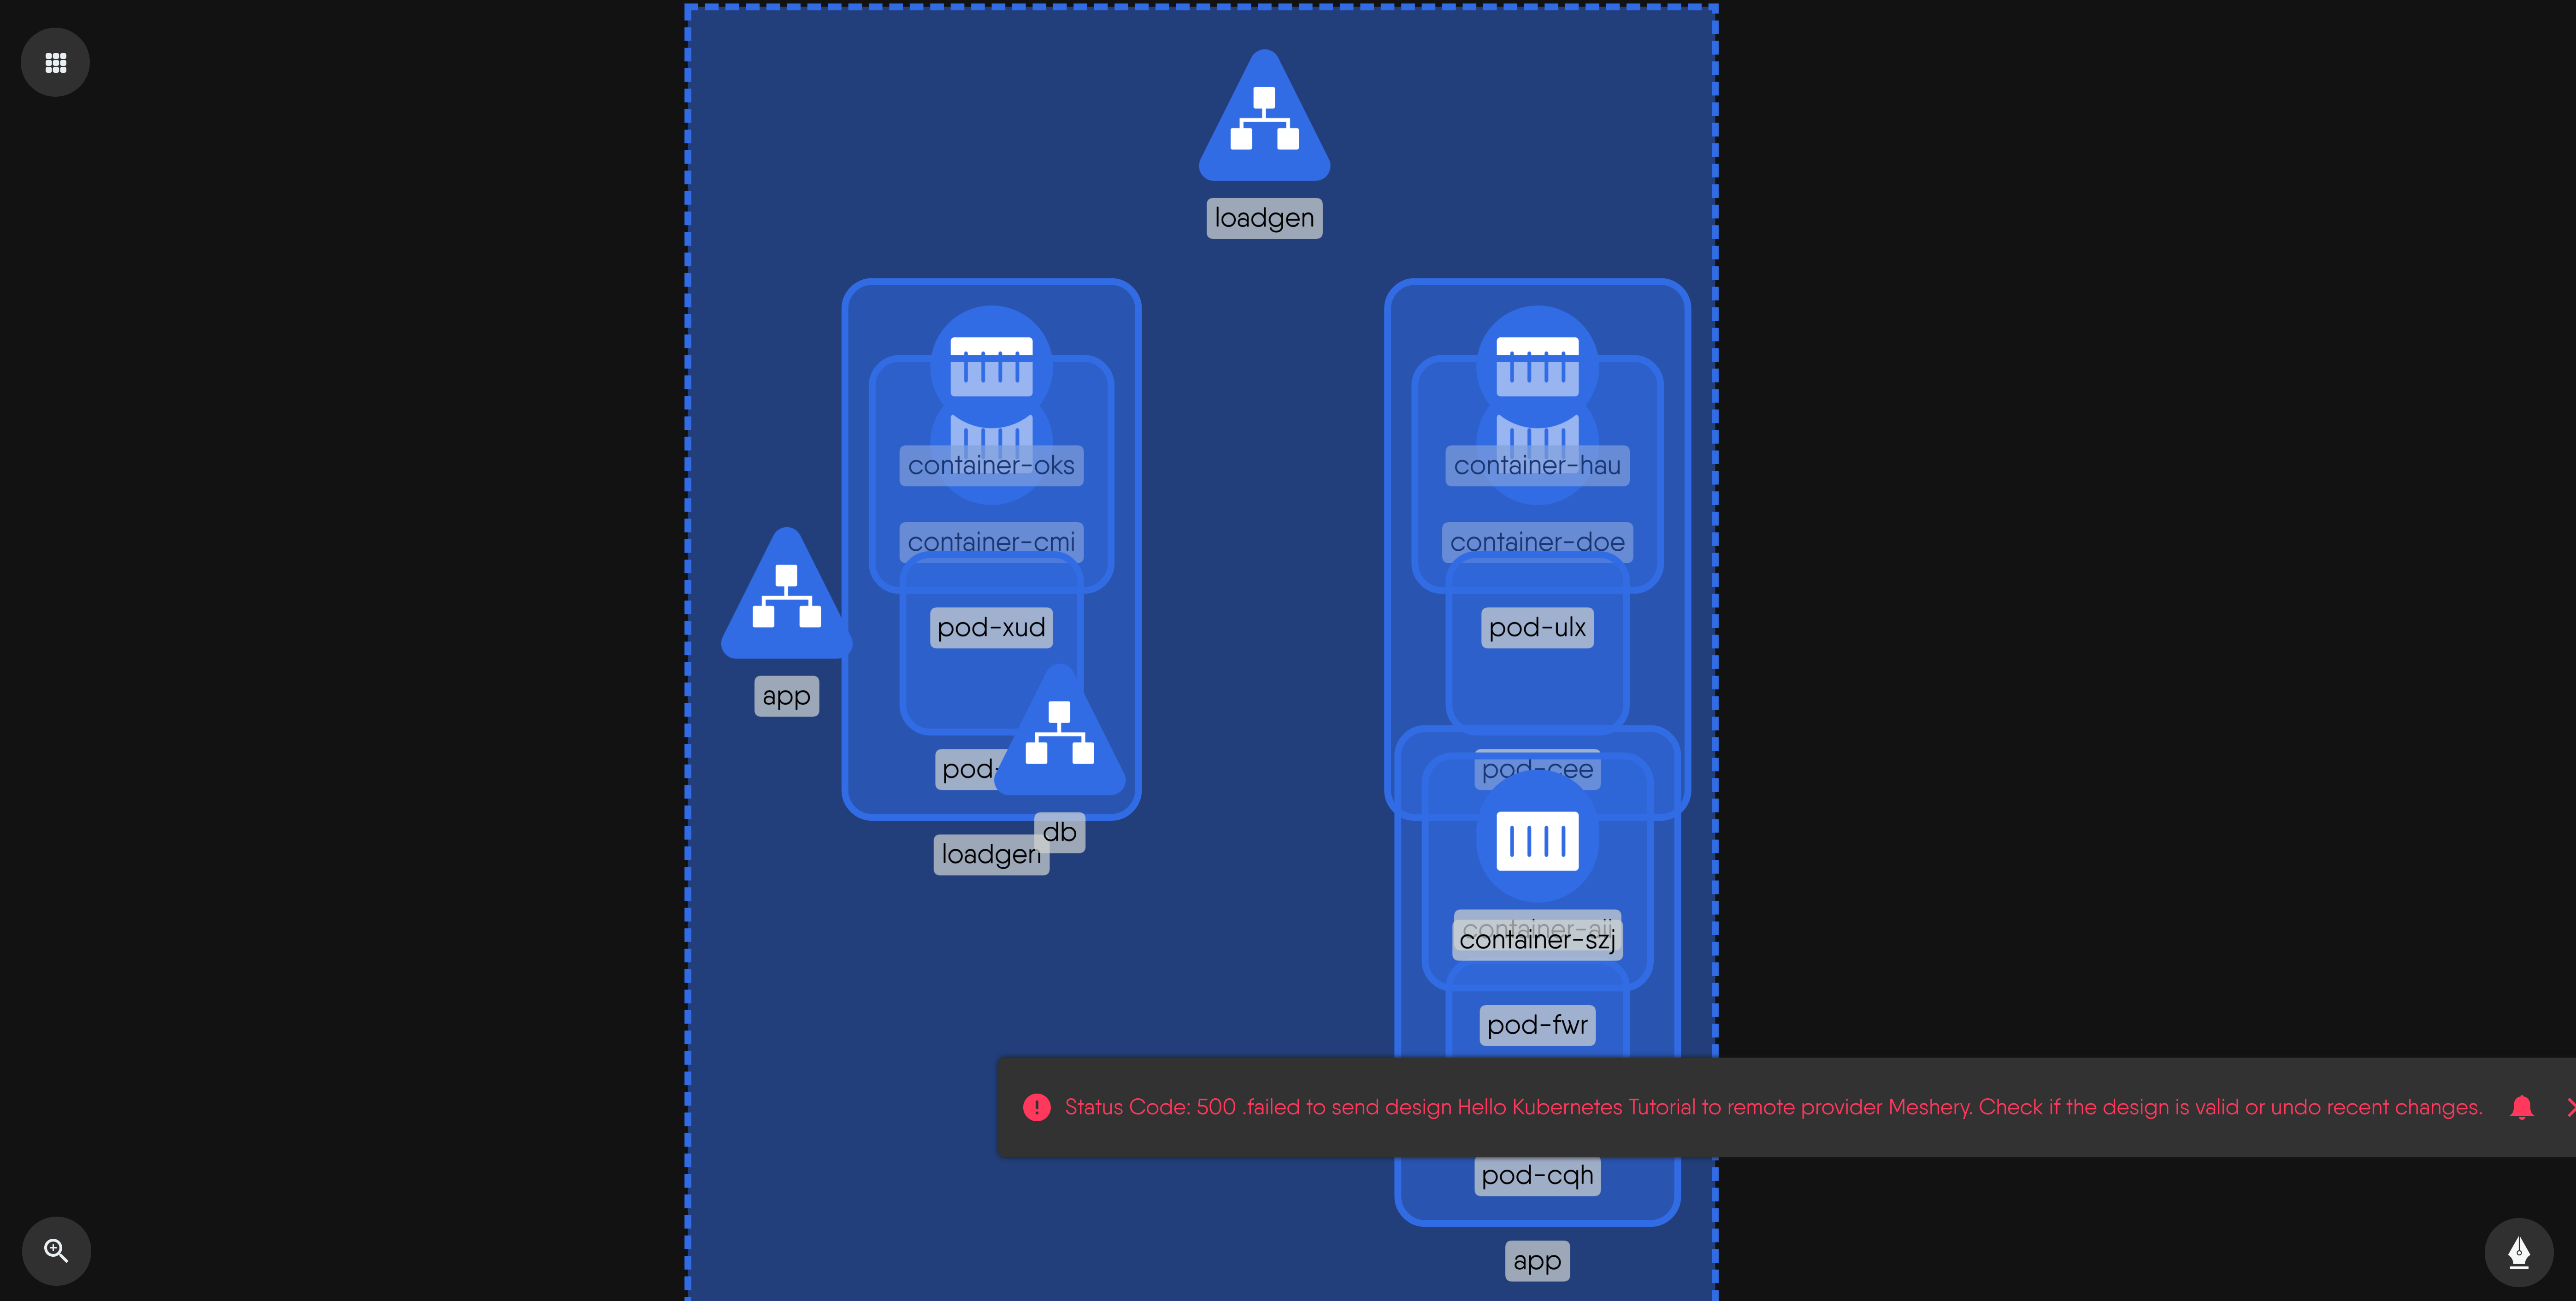 loadgen
container-oks
container-hau
container-cmi
container-doe
pod-xud
pod-ulx
app
pod-
pod-cee
db
loadgen
container-szj
pod-fwr
Status Code: 500 .failed to send design Hello Kubernetes Tutorial to remote provider Meshery. Check if the design is valid or undo recent changes.
pod-cqh
app